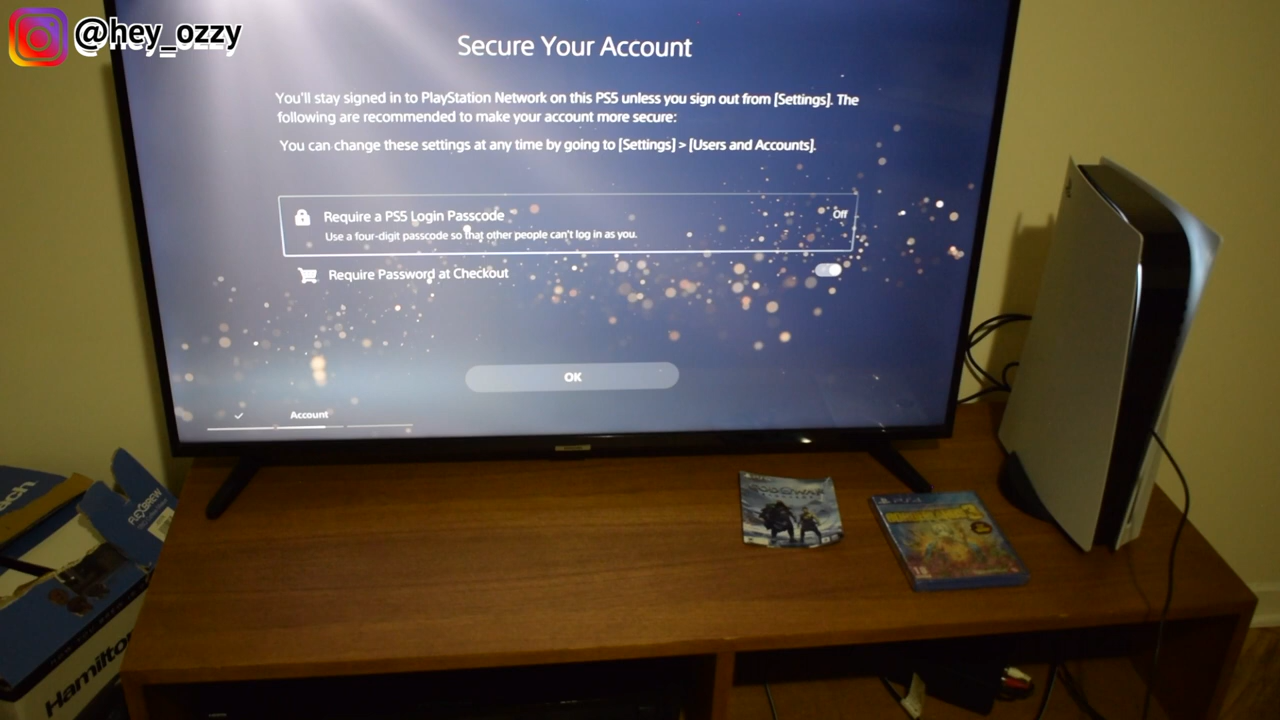 @hey_ozzy
Secure Your Account
You'll stay signed in to PlayStation Network on this PS5 unless you sign out from [Settings]. The
following are recommended to make your account more secure:
You can change these settings at any time by going to [Settings] > [Users and Accounts].
Require a PS5 Login Passcode
Off
Use a four-digit passcode so that other people can't log in as you.
Require Password at Checkout
OK
Account
ach
FLEXBREW
Hamilto
PS4